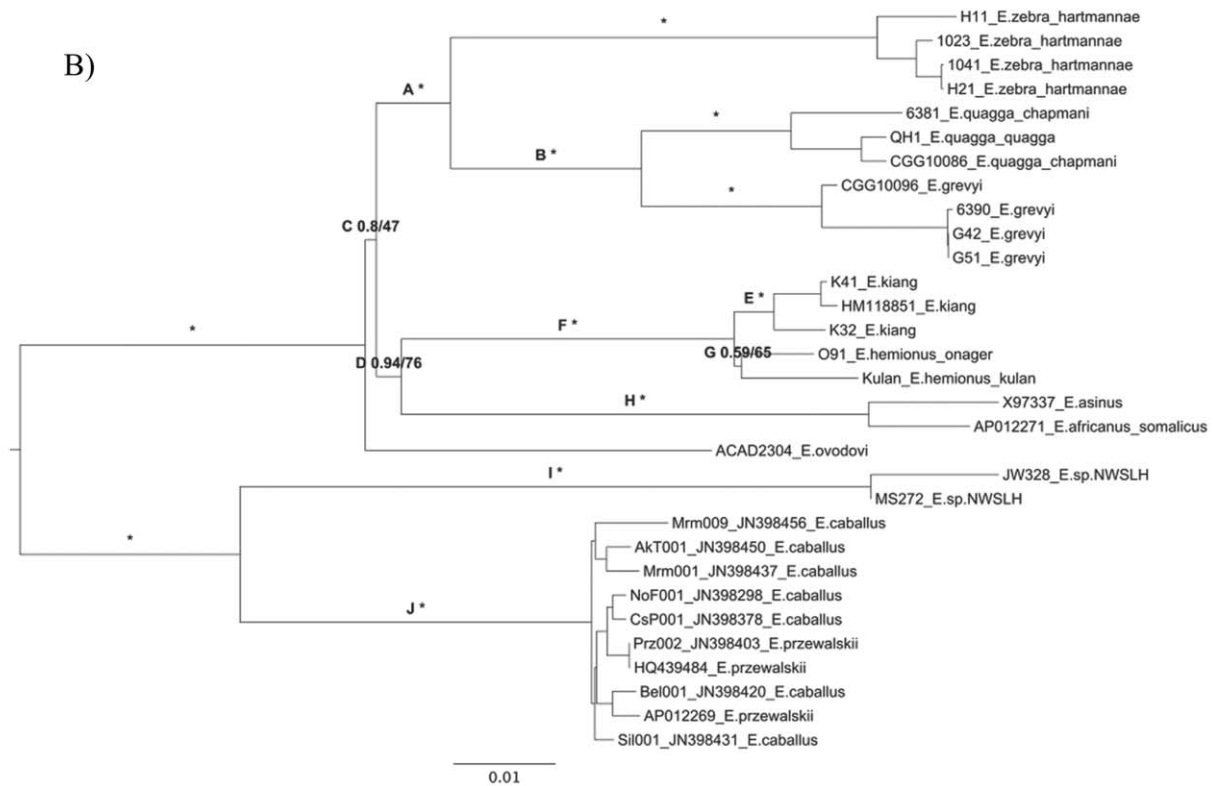 B)
*
H11_E.zebra_hartmannae
1023_E.zebra_hartmannae
1041_E.zebra_hartmannae
H21_E.zebra_hartmannae
A *
*
6381_E.quagga_chapmani
QH1_E.quagga_quagga
CGG10086_E.quagga_chapmani
B *
*
CGG10096_E.grevyi
6390_E.grevyi
G42_E.grevyi
G51_E.grevyi
C 0.8/47
K41_E.kiang
E *
HM118851_E.kiang
K32_E.kiang
F *
*
G 0.59/65
O91_E.hemionus_onager
D 0.94/76
Kulan_E.hemionus_kulan
H *
X97337_E.asinus
AP012271_E.africanus_somalicus
ACAD2304_E.ovodovi
I *
JW328_E.sp.NWSLH
MS272_E.sp.NWSLH
*
Mrm009_JN398456_E.caballus
AkT001_JN398450_E.caballus
Mrm001_JN398437_E.caballus
NoF001_JN398298_E.caballus
J *
CsP001_JN398378_E.caballus
Prz002_JN398403_E.przewalskii
HQ439484_E.przewalskii
Bel001_JN398420_E.caballus
AP012269_E.przewalskii
Sil001_JN398431_E.caballus
0.01